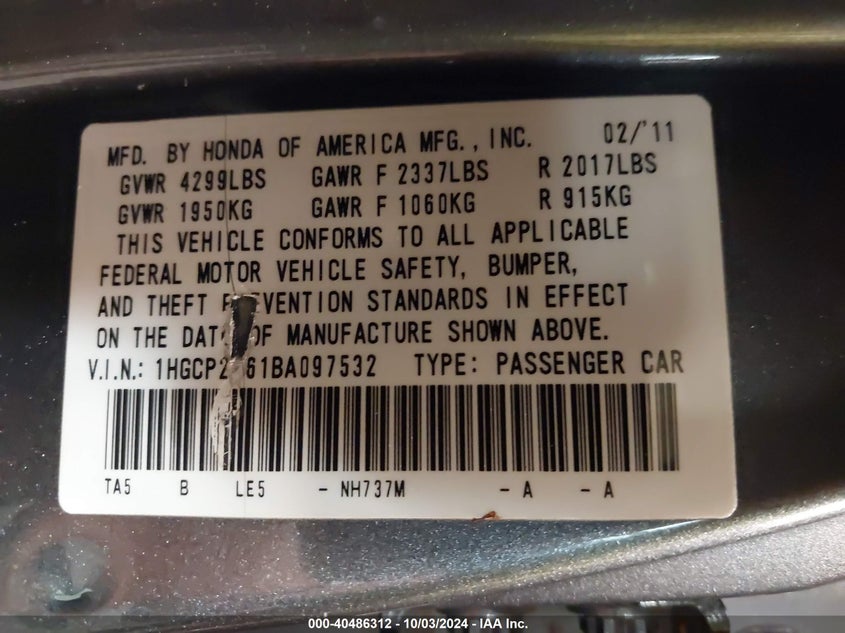 MFD. BY HONDA OF AMERICA MFG., INC. 02/'11
GVWR 4299LBS GAWR F 2337LBS R 2017LBS
GVWR 1950KG GAWR F 1060KG R 915KG
THIS VEHICLE CONFORMS TO ALL APPLICABLE
FEDERAL MOTOR VEHICLE SAFETY, BUMPER,
AND THEFT STANDARDS IN EFFECT
ON THE OF MANUFACTURE SHOWN ABOVE.
V.I.N.: TYPE: PASSENGER CAR
TA5 B LE5 - NH737M - A - A
000-40486312 - 10/03/2024 - IAA Inc.